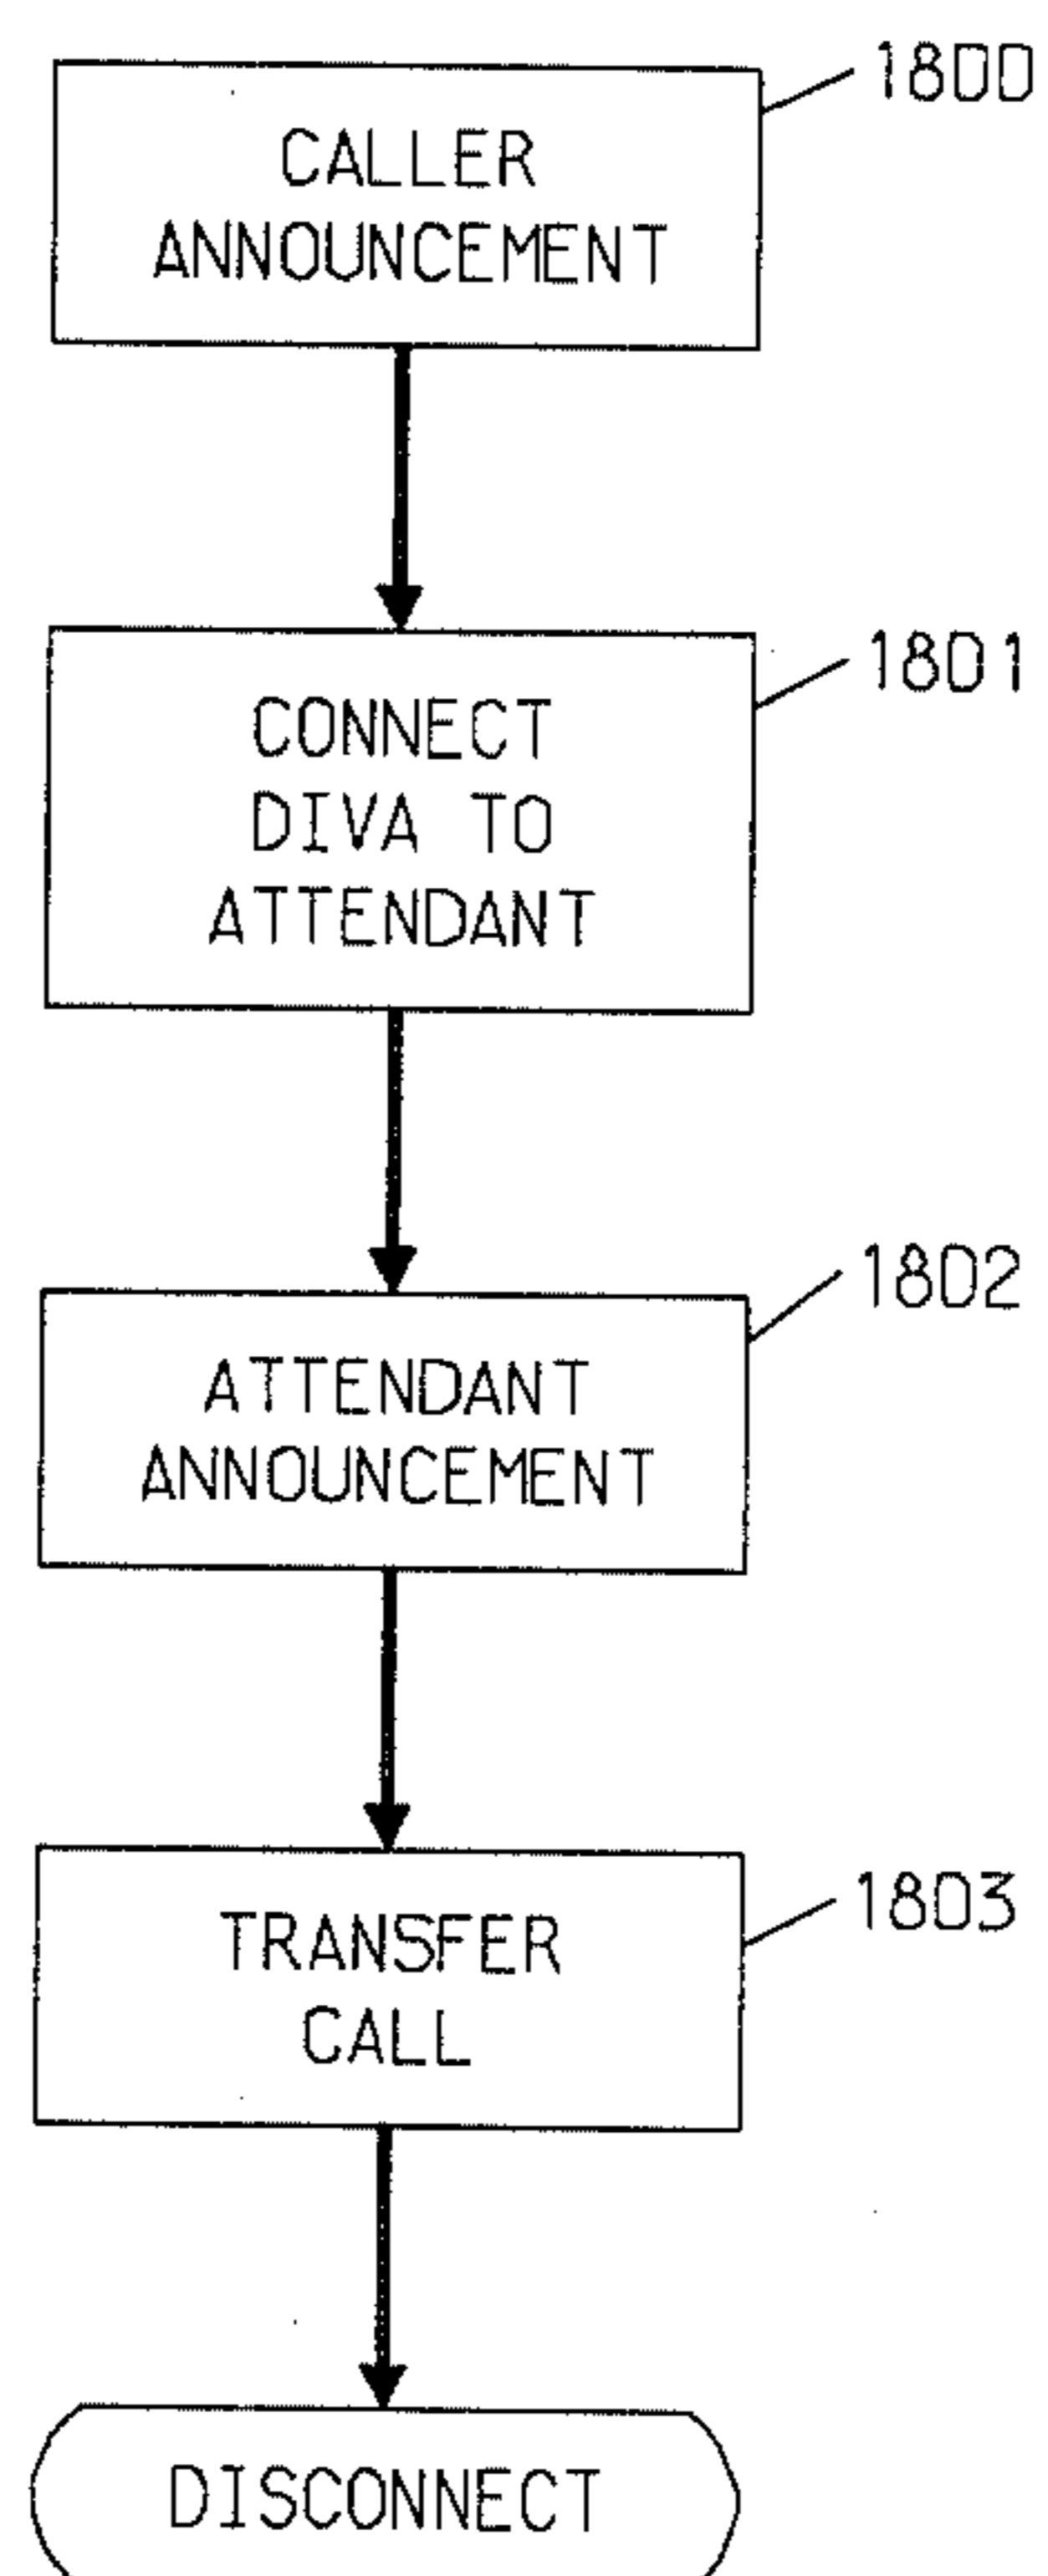 1800
CALLER
ANNOUNCEMENT
1801
CONNECT
DIVA TO
ATTENDANT
1802
ATTENDANT
ANNOUNCEMENT
1803
TRANSFER
CALL
DISCONNECT